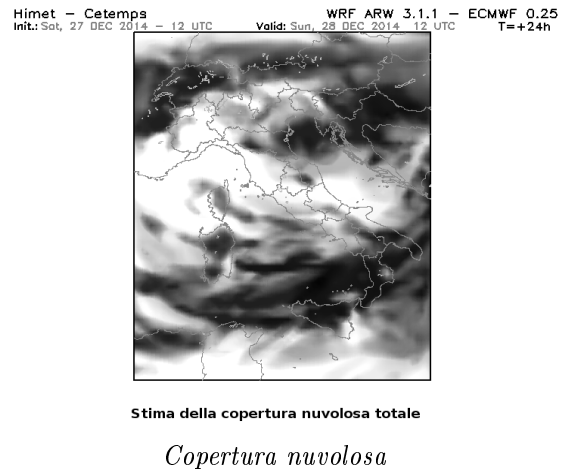 Himet – Cetemps WRF ARW 3.1.1 – ECMWF 0.25
Init.: Sat, 27 DEC 2014 – 12 UTC Valid: Sun, 28 DEC 2014 12 UTC T=+24h
Stima della copertura nuvolosa totale
Copertura nuvolosa